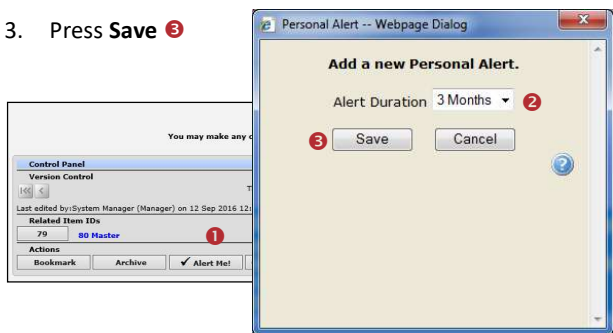 3. Press Save ❸
Personal Alert -- Webpage Dialog
Add a new Personal Alert.
Alert Duration 3 Months ❷
❸ Save Cancel
You may make any
Control Panel
Version Control
Last edited by:System Manager (Manager) on 12 Sep 2016
Related Item IDs
79 80 Master
❶
Actions
Bookmark Archive ✓ Alert Me!